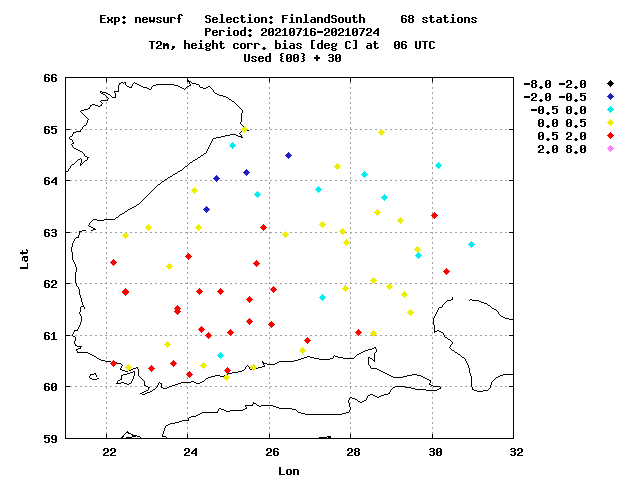 Exp: newsurf   Selection: FinlandSouth     68 stations
Period: 20210716-20210724
T2m, height corr. bias [deg C] at  06 UTC
Used {00} + 30
-8.0 -2.0
-2.0 -0.5
-0.5 0.0
0.0 0.5
0.5 2.0
2.0 8.0
66
65
64
63
62
61
60
59
Lat
22 24 26 28 30 32
Lon